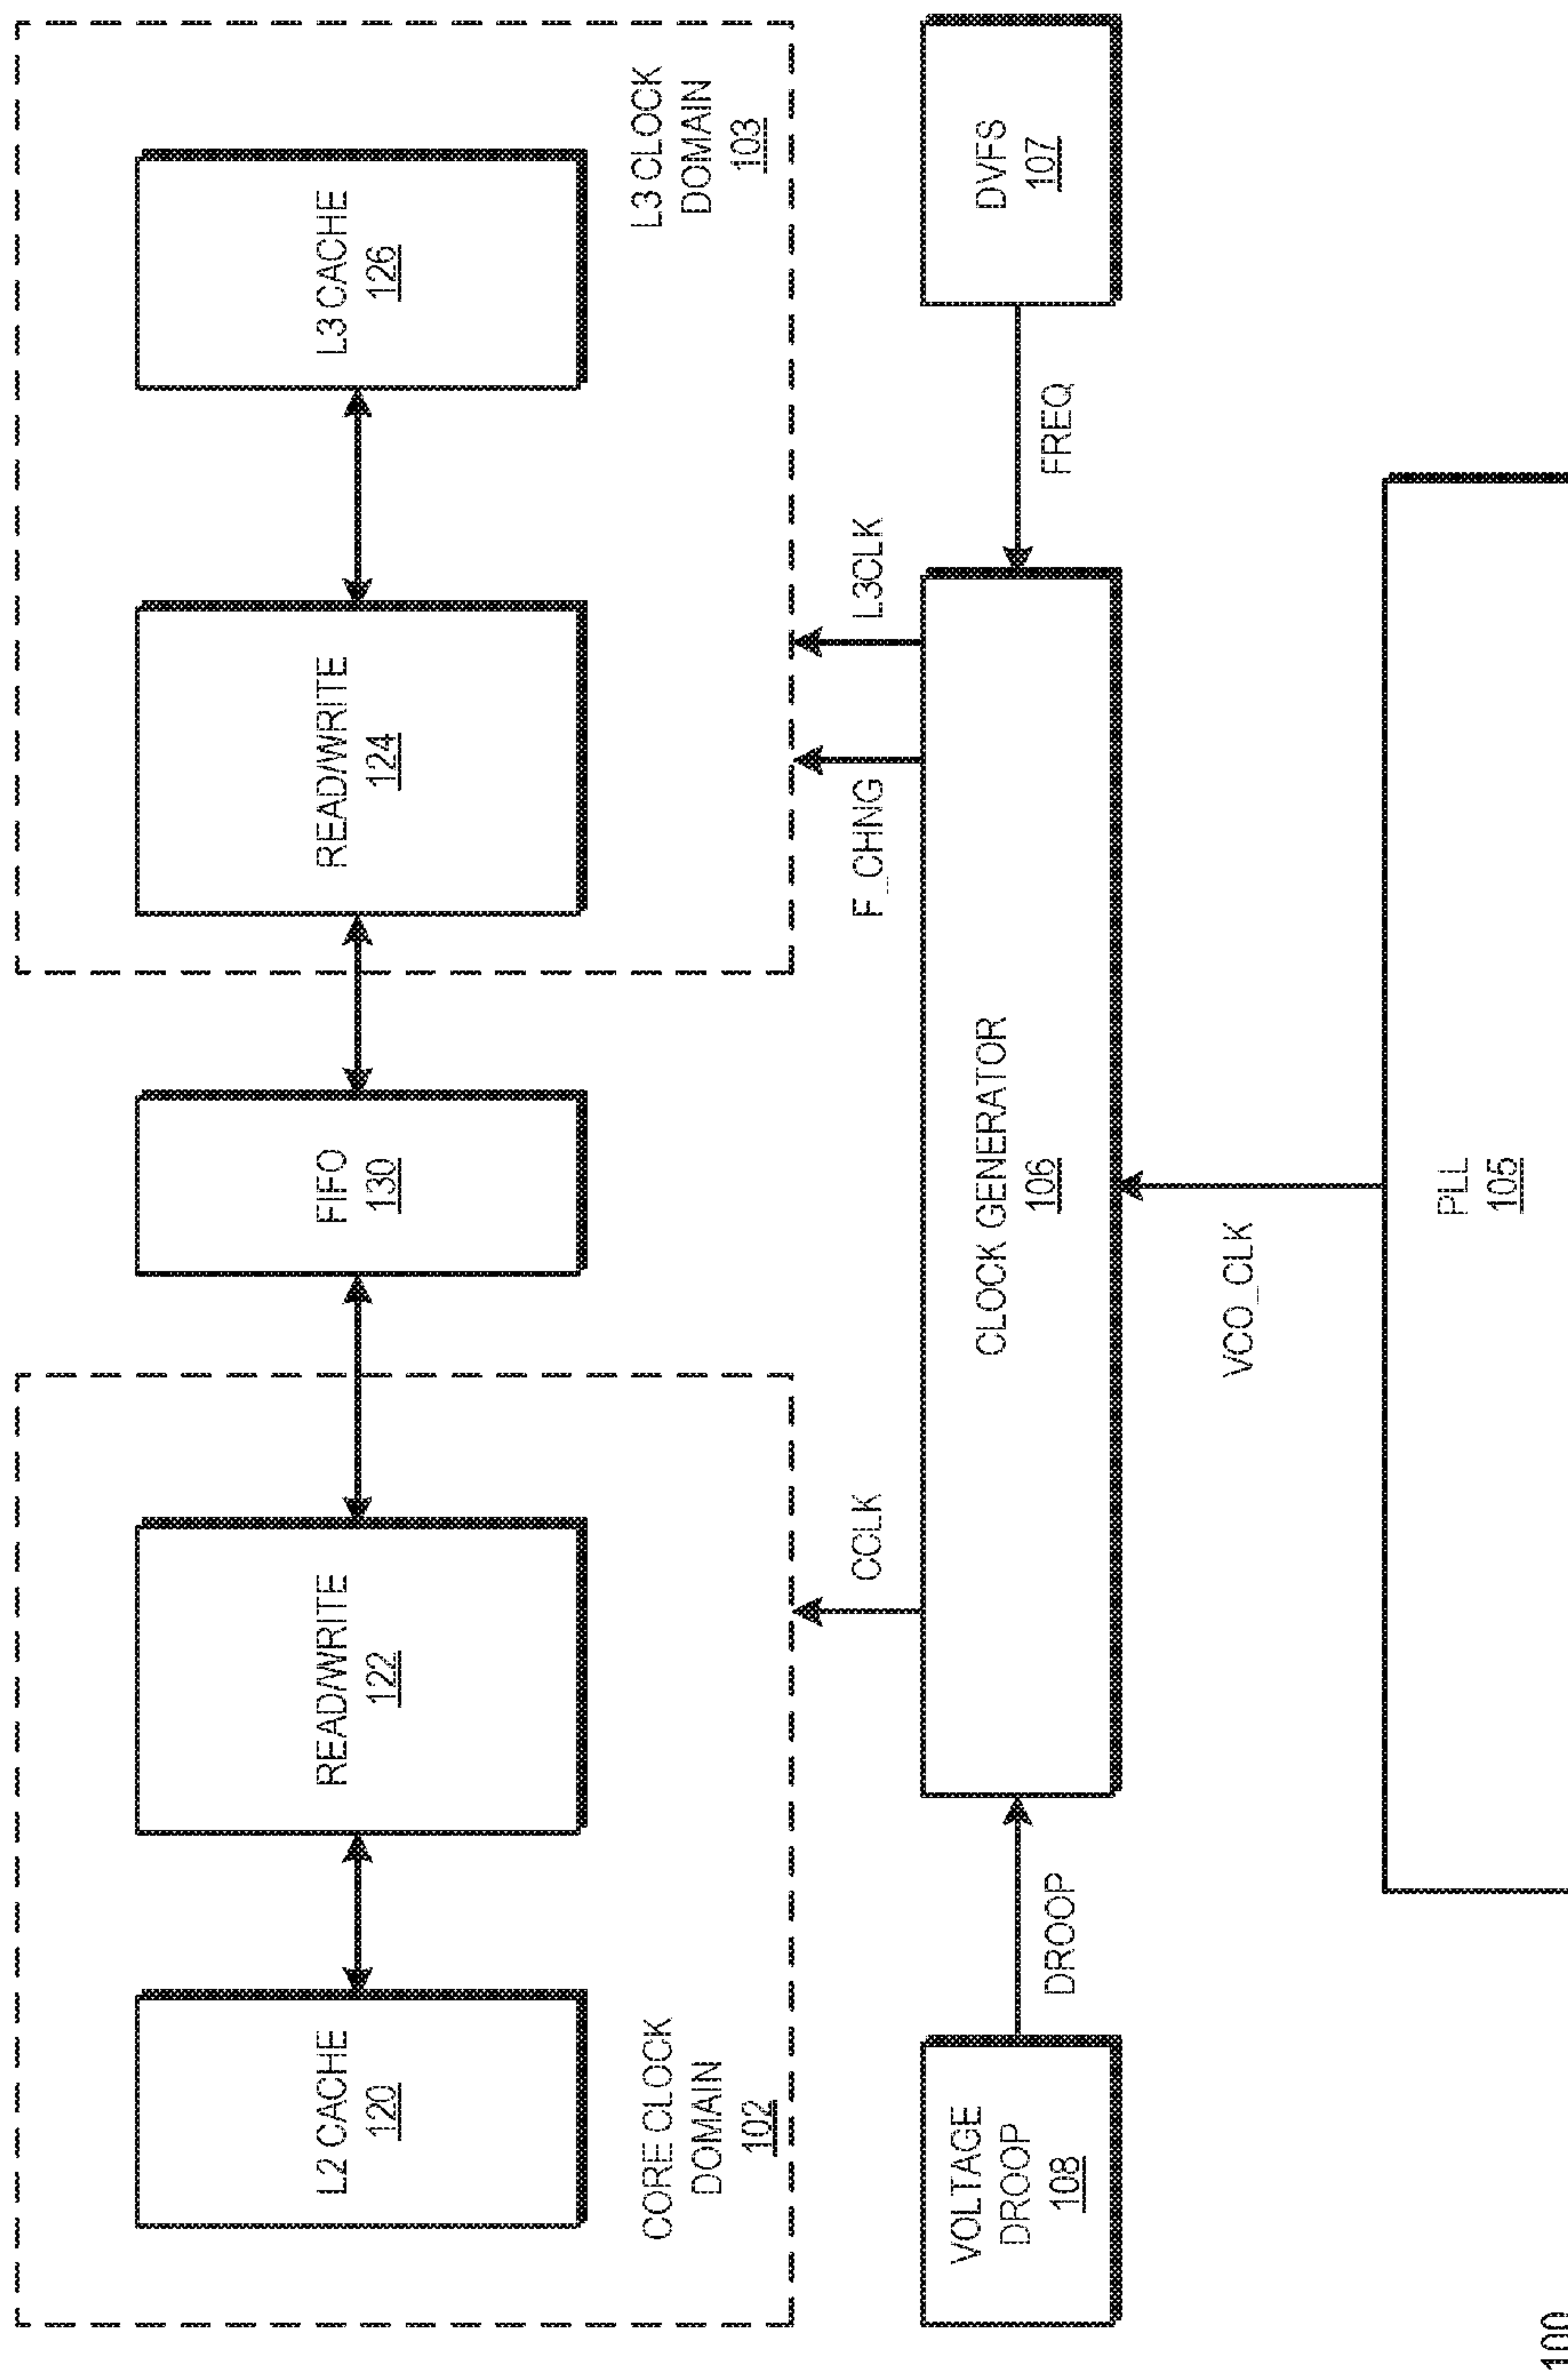 L2 CACHE
120
READ/WRITE
122
FIFO
130
READ/WRITE
124
L3 CACHE
126
CORE CLOCK
DOMAIN
102
L3 CLOCK
DOMAIN
103
CCLK
F_CHNG
L3CLK
VOLTAGE
DROOP
108
DROOP
CLOCK GENERATOR
106
FREQ
DVFS
107
VCO_CLK
PLL
105
100